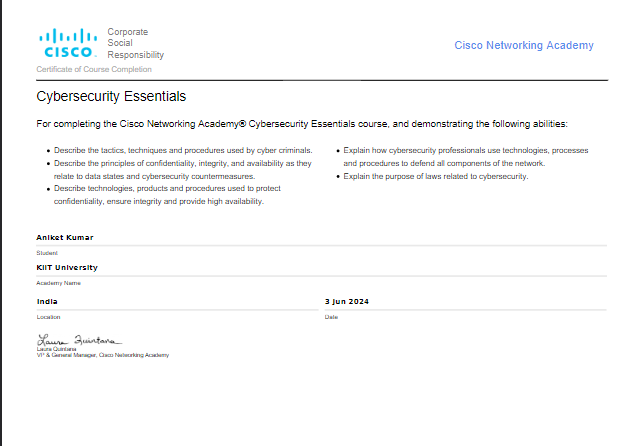 CISCO
Corporate
Social
Responsibility
Cisco Networking Academy
Certificate of Course Completion
Cybersecurity Essentials
For completing the Cisco Networking Academy® Cybersecurity Essentials course, and demonstrating the following abilities:
• Describe the tactics, techniques and procedures used by cyber criminals.
• Describe the principles of confidentiality, integrity, and availability as they
relate to data states and cybersecurity countermeasures.
• Describe technologies, products and procedures used to protect
confidentiality, ensure integrity and provide high availability.
• Explain how cybersecurity professionals use technologies, processes
and procedures to defend all components of the network.
• Explain the purpose of laws related to cybersecurity.
Aniket Kumar
Student
KIIT University
Academy Name
India
Location
3 Jun 2024
Date
Laura Quintana
Laura Quintana
VP & General Manager, Cisco Networking Academy